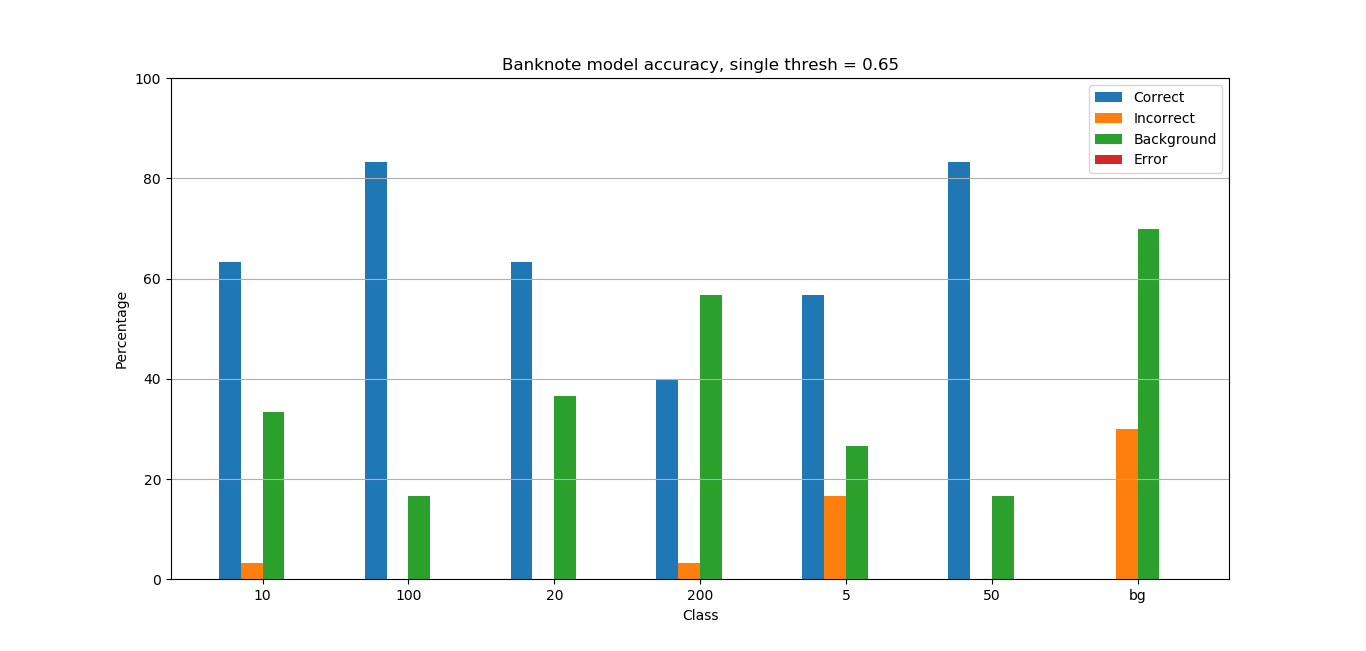 Banknote model accuracy, single thresh = 0.65
100
80
60
40
20
0
Percentage
Correct
Incorrect
Background
Error
10 100 20 200 5 50 bg
Class